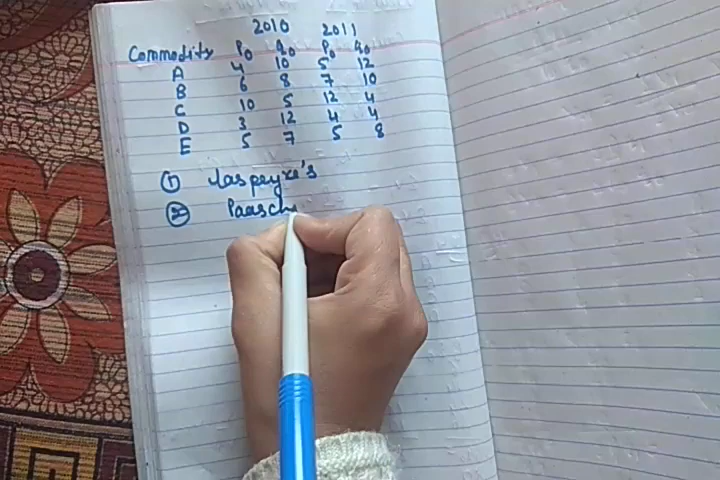 2010 2011
Commodity P₀ q₀ P₀ q₀
A 4 10 5 12
B 6 8 7 10
C 10 5 12 4
D 3 12 4 4
E 5 7 5 8
① Laspeyre's
② Paasch